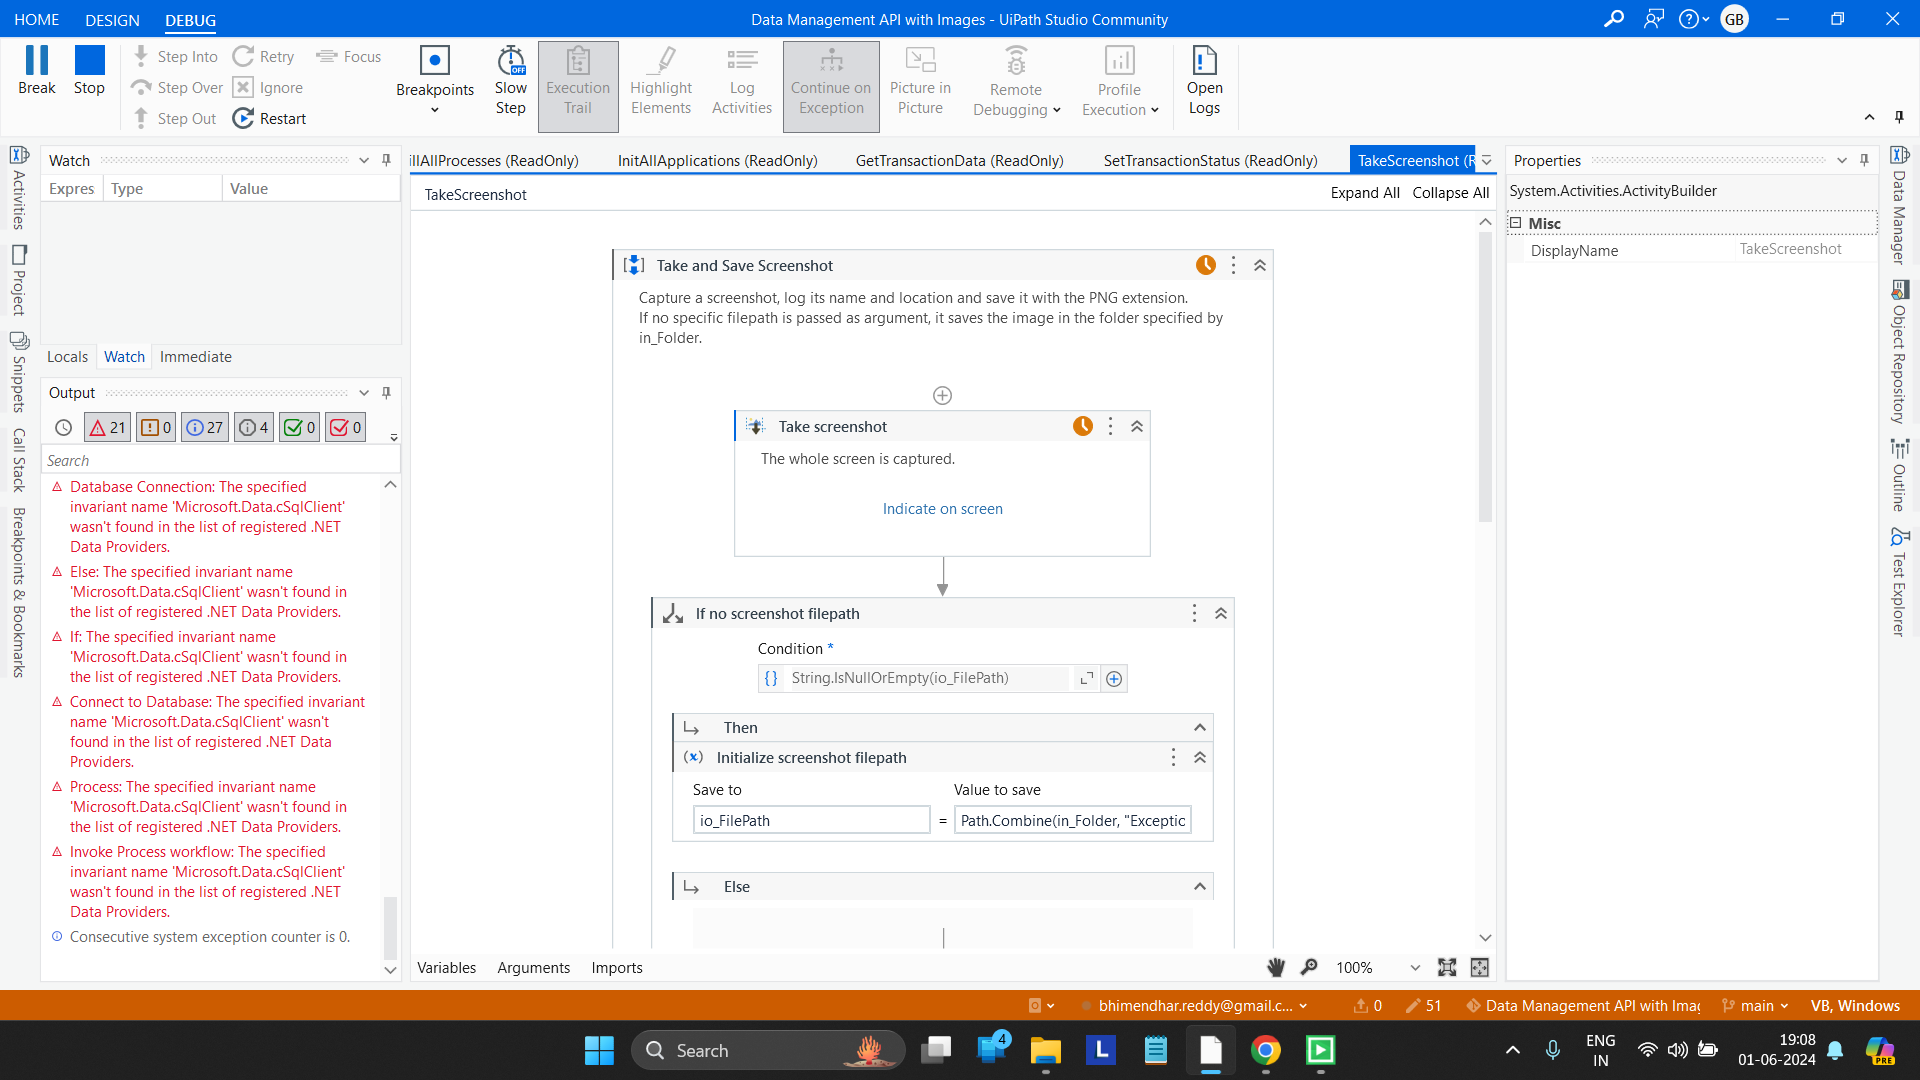 HOME DESIGN DEBUG
Data Management API with Images - UiPath Studio Community
GB
Break
Stop
Step Into
Step Over
Step Out
Retry
Ignore
Restart
Focus
Breakpoints
Slow
Step
OFF
Execution
Trail
Highlight
Elements
Log
Activities
Continue on
Exception
Picture in
Picture
Remote
Debugging
Profile
Execution
Open
Logs
Activities
Project
Snippets
Call Stack
Breakpoints & Bookmarks
Watch
Expres Type Value
Locals Watch Immediate
Output
21 0 27 4 0 0
Search
Database Connection: The specified
invariant name 'Microsoft.Data.cSqlClient'
wasn't found in the list of registered .NET
Data Providers.
Else: The specified invariant name
'Microsoft.Data.cSqlClient' wasn't found in
the list of registered .NET Data Providers.
If: The specified invariant name
'Microsoft.Data.cSqlClient' wasn't found in
the list of registered .NET Data Providers.
Connect to Database: The specified invariant
name 'Microsoft.Data.cSqlClient' wasn't
found in the list of registered .NET Data
Providers.
Process: The specified invariant name
'Microsoft.Data.cSqlClient' wasn't found in
the list of registered .NET Data Providers.
Invoke Process workflow: The specified
invariant name 'Microsoft.Data.cSqlClient'
wasn't found in the list of registered .NET
Data Providers.
Consecutive system exception counter is 0.
illAllProcesses (ReadOnly) InitAllApplications (ReadOnly) GetTransactionData (ReadOnly) SetTransactionStatus (ReadOnly) TakeScreenshot (R
TakeScreenshot
Expand All Collapse All
Take and Save Screenshot
Capture a screenshot, log its name and location and save it with the PNG extension.
If no specific filepath is passed as argument, it saves the image in the folder specified by
in_Folder.
Take screenshot
The whole screen is captured.
Indicate on screen
If no screenshot filepath
Condition *
String.IsNullOrEmpty(io_FilePath)
Then
Initialize screenshot filepath
Save to Value to save
io_FilePath = Path.Combine(in_Folder, "Exceptic
Else
Variables Arguments Imports
100%
Properties
System.Activities.ActivityBuilder
Misc
DisplayName TakeScreenshot
Data Manager
Object Repository
Outline
Test Explorer
bhimendhar.reddy@gmail.c... 0 51 Data Management API with Imag main VB, Windows
Search
4
L
ENG
IN
19:08
01-06-2024
PRE